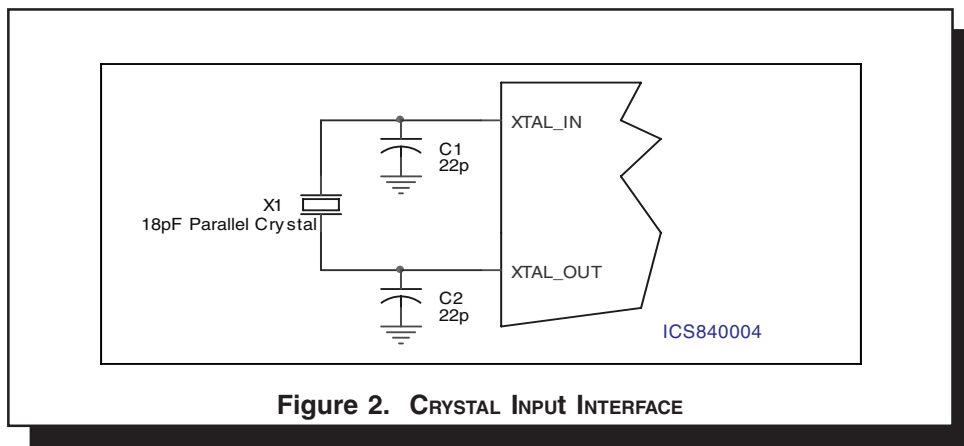 XTAL_IN
C1
22p
X1
18pF Parallel Crystal
XTAL_OUT
C2
22p
ICS840004
Figure 2. CRYSTAL INPUt INTERFACE